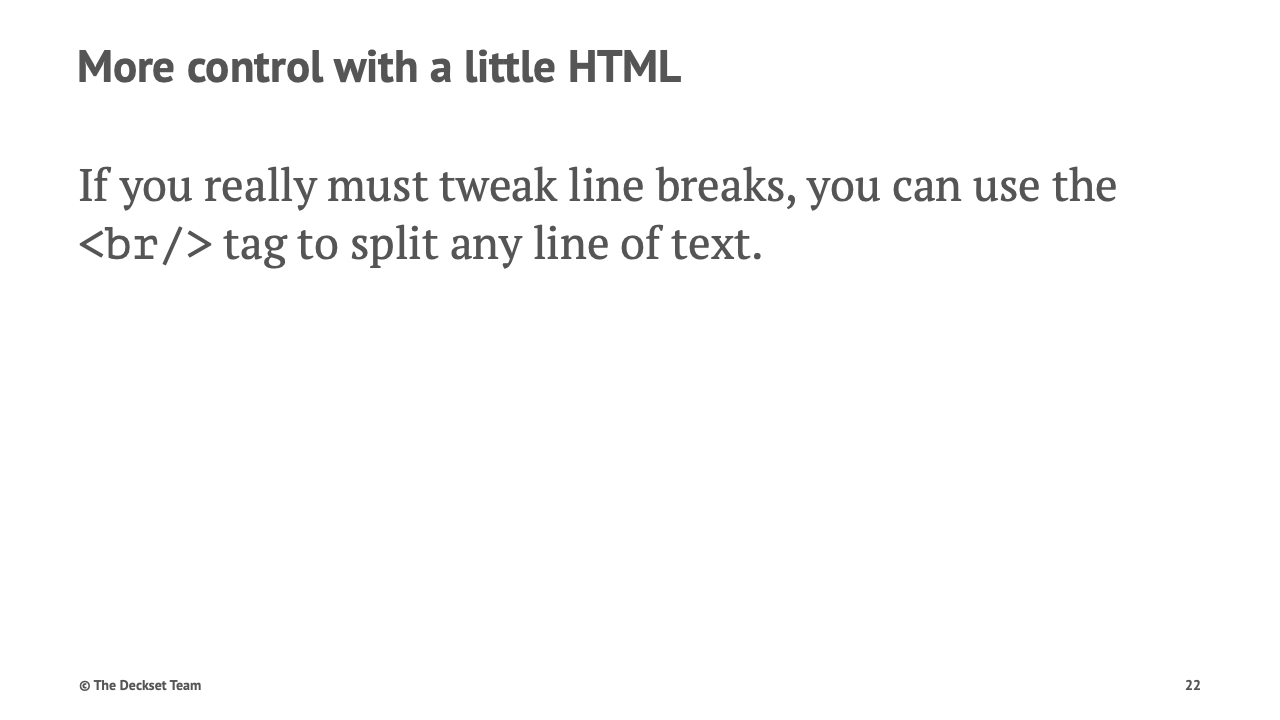 More control with a little HTML
If you really must tweak line breaks, you can use the
<br/> tag to split any line of text.
© The Deckset Team
22